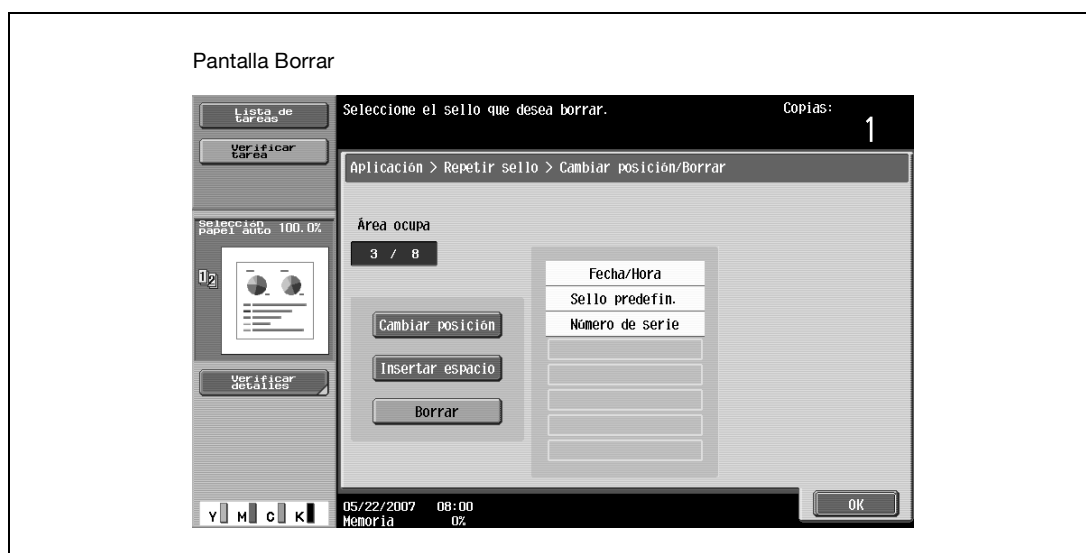 Pantalla Borrar
Lista de
tareas
Seleccione el sello que desea borrar.
Copias:
1
Verificar
tarea
Aplicación > Repetir sello > Cambiar posición/Borrar
Selección
papel auto 100.0%
Área ocupa
3 / 8
1 2
Fecha/Hora
Sello predefin.
Número de serie
Cambiar posición
Insertar espacio
Borrar
Verificar
detalles
Y M C K
05/22/2007 08:00
Memoria 0%
OK